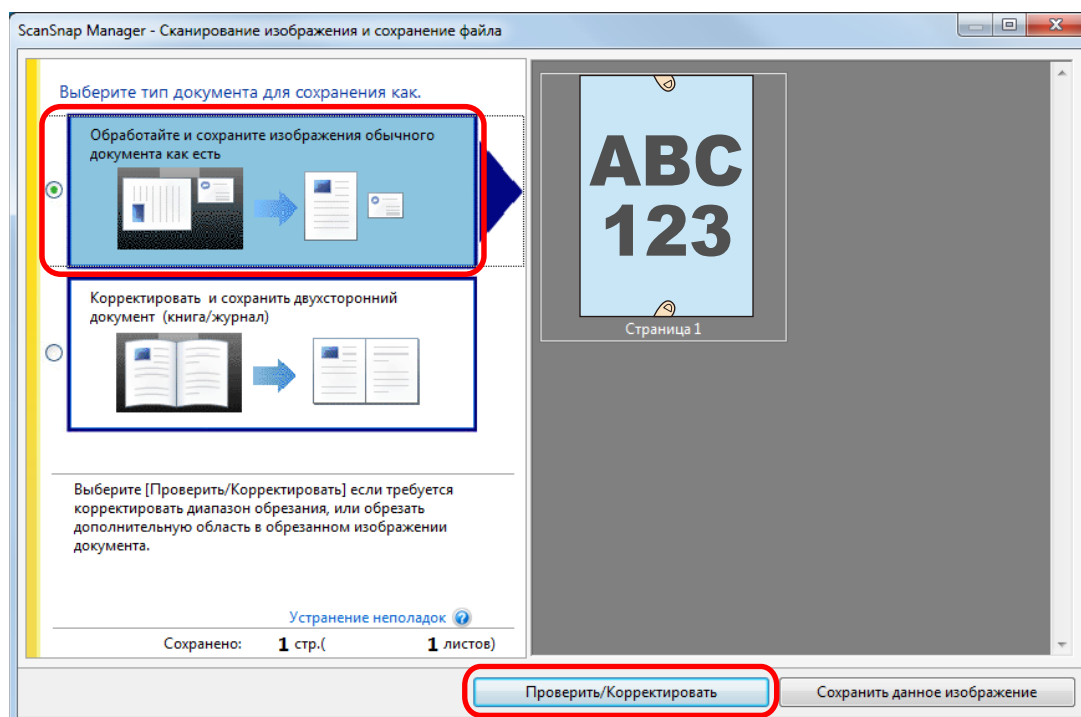 ScanSnap Manager - Сканирование изображения и сохранение файла
Выберите тип документа для сохранения как.
Обработайте и сохраните изображения обычного
документа как есть
Корректировать и сохранить двухсторонний
документ (книга/журнал)
Выберите [Проверить/Корректировать] если требуется
корректировать диапазон обрезания, или обрезать
дополнительную область в обрезанном изображении
документа.
Устранение неполадок ?
Сохранено: 1 стр.( 1 листов)
ABC
123
Страница 1
Проверить/Корректировать
Сохранить данное изображение